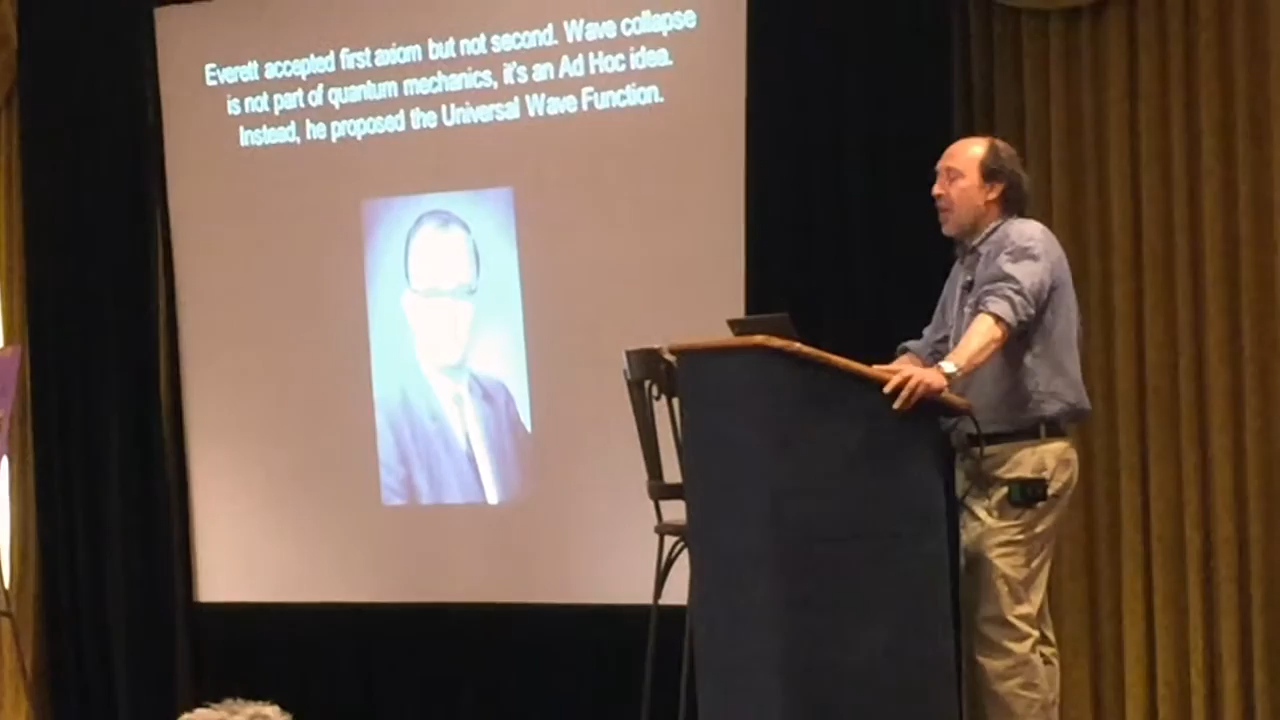 Everett accepted first axiom but not second. Wave collapse
is not part of quantum mechanics, it's an Ad Hoc idea.
Instead, he proposed the Universal Wave Function.